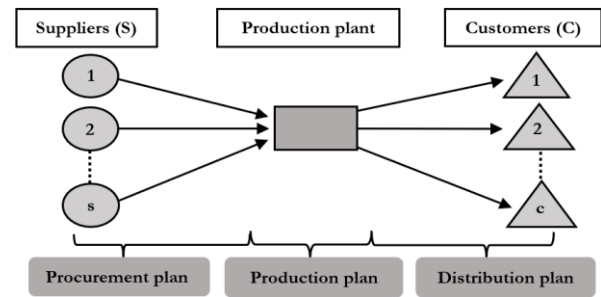 Suppliers (S) Production plant Customers (C)
1 1
2 2
s c
Procurement plan Production plan Distribution plan